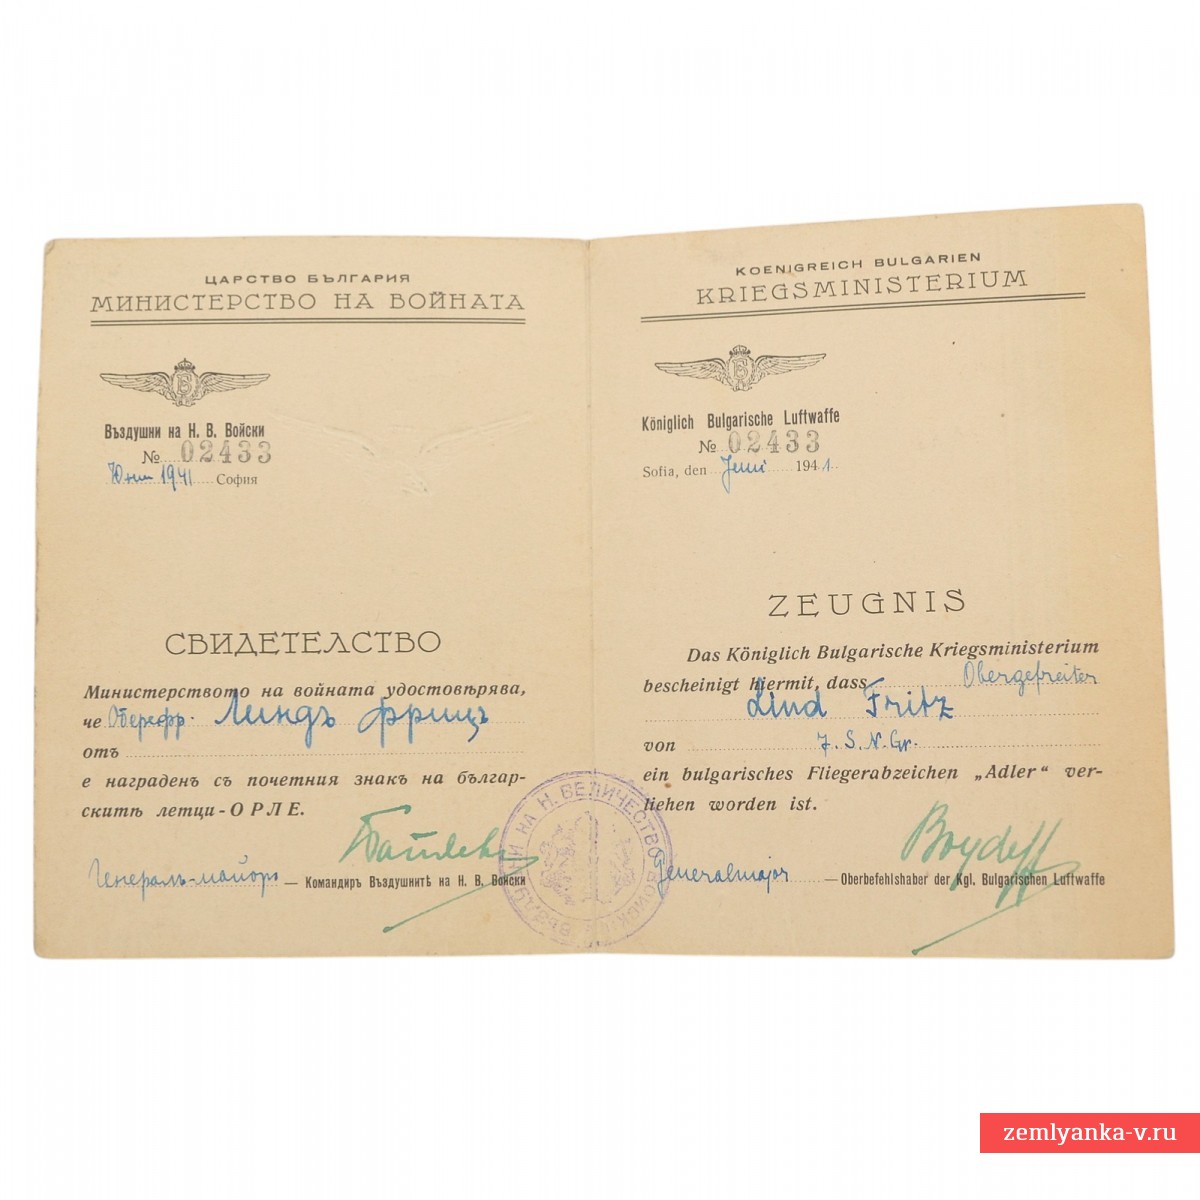 ЦАРСТВО БЪЛГАРИЯ
МИНИСТЕРСТВО НА ВОЙНАТА
Въздушни на Н. В. Войски
№ 02433
Юни 1941 София
СВИДЕТЕЛСТВО
Министерството на войната удостовѣрява,
че Оберефр. Линдъ Фрицъ
отъ
е награденъ съ почетния знакъ на българ-
скитѣ летци-ОРЛЕ.
Генералъ-майоръ — Командиръ Въздушнитѣ на Н. В. Войски
KOENIGREICH BULGARIEN
KRIEGSMINISTERIUM
Königlich Bulgarische Luftwaffe
№ 02433
Sofia, den Juni 1941.
ZEUGNIS
Das Königlich Bulgarische Kriegsministerium
bescheinigt hiermit, dass Obergefreiter
Lind Fritz
von J. S. N. Gr.
ein bulgarisches Fliegerabzeichen „Adler“ ver-
liehen worden ist.
Boydeff
Generalmajor — Oberbefehlshaber der Kgl. Bulgarischen Luftwaffe
НА Н. ВЕЛИЧЕСТВО
zemlyanka-v.ru